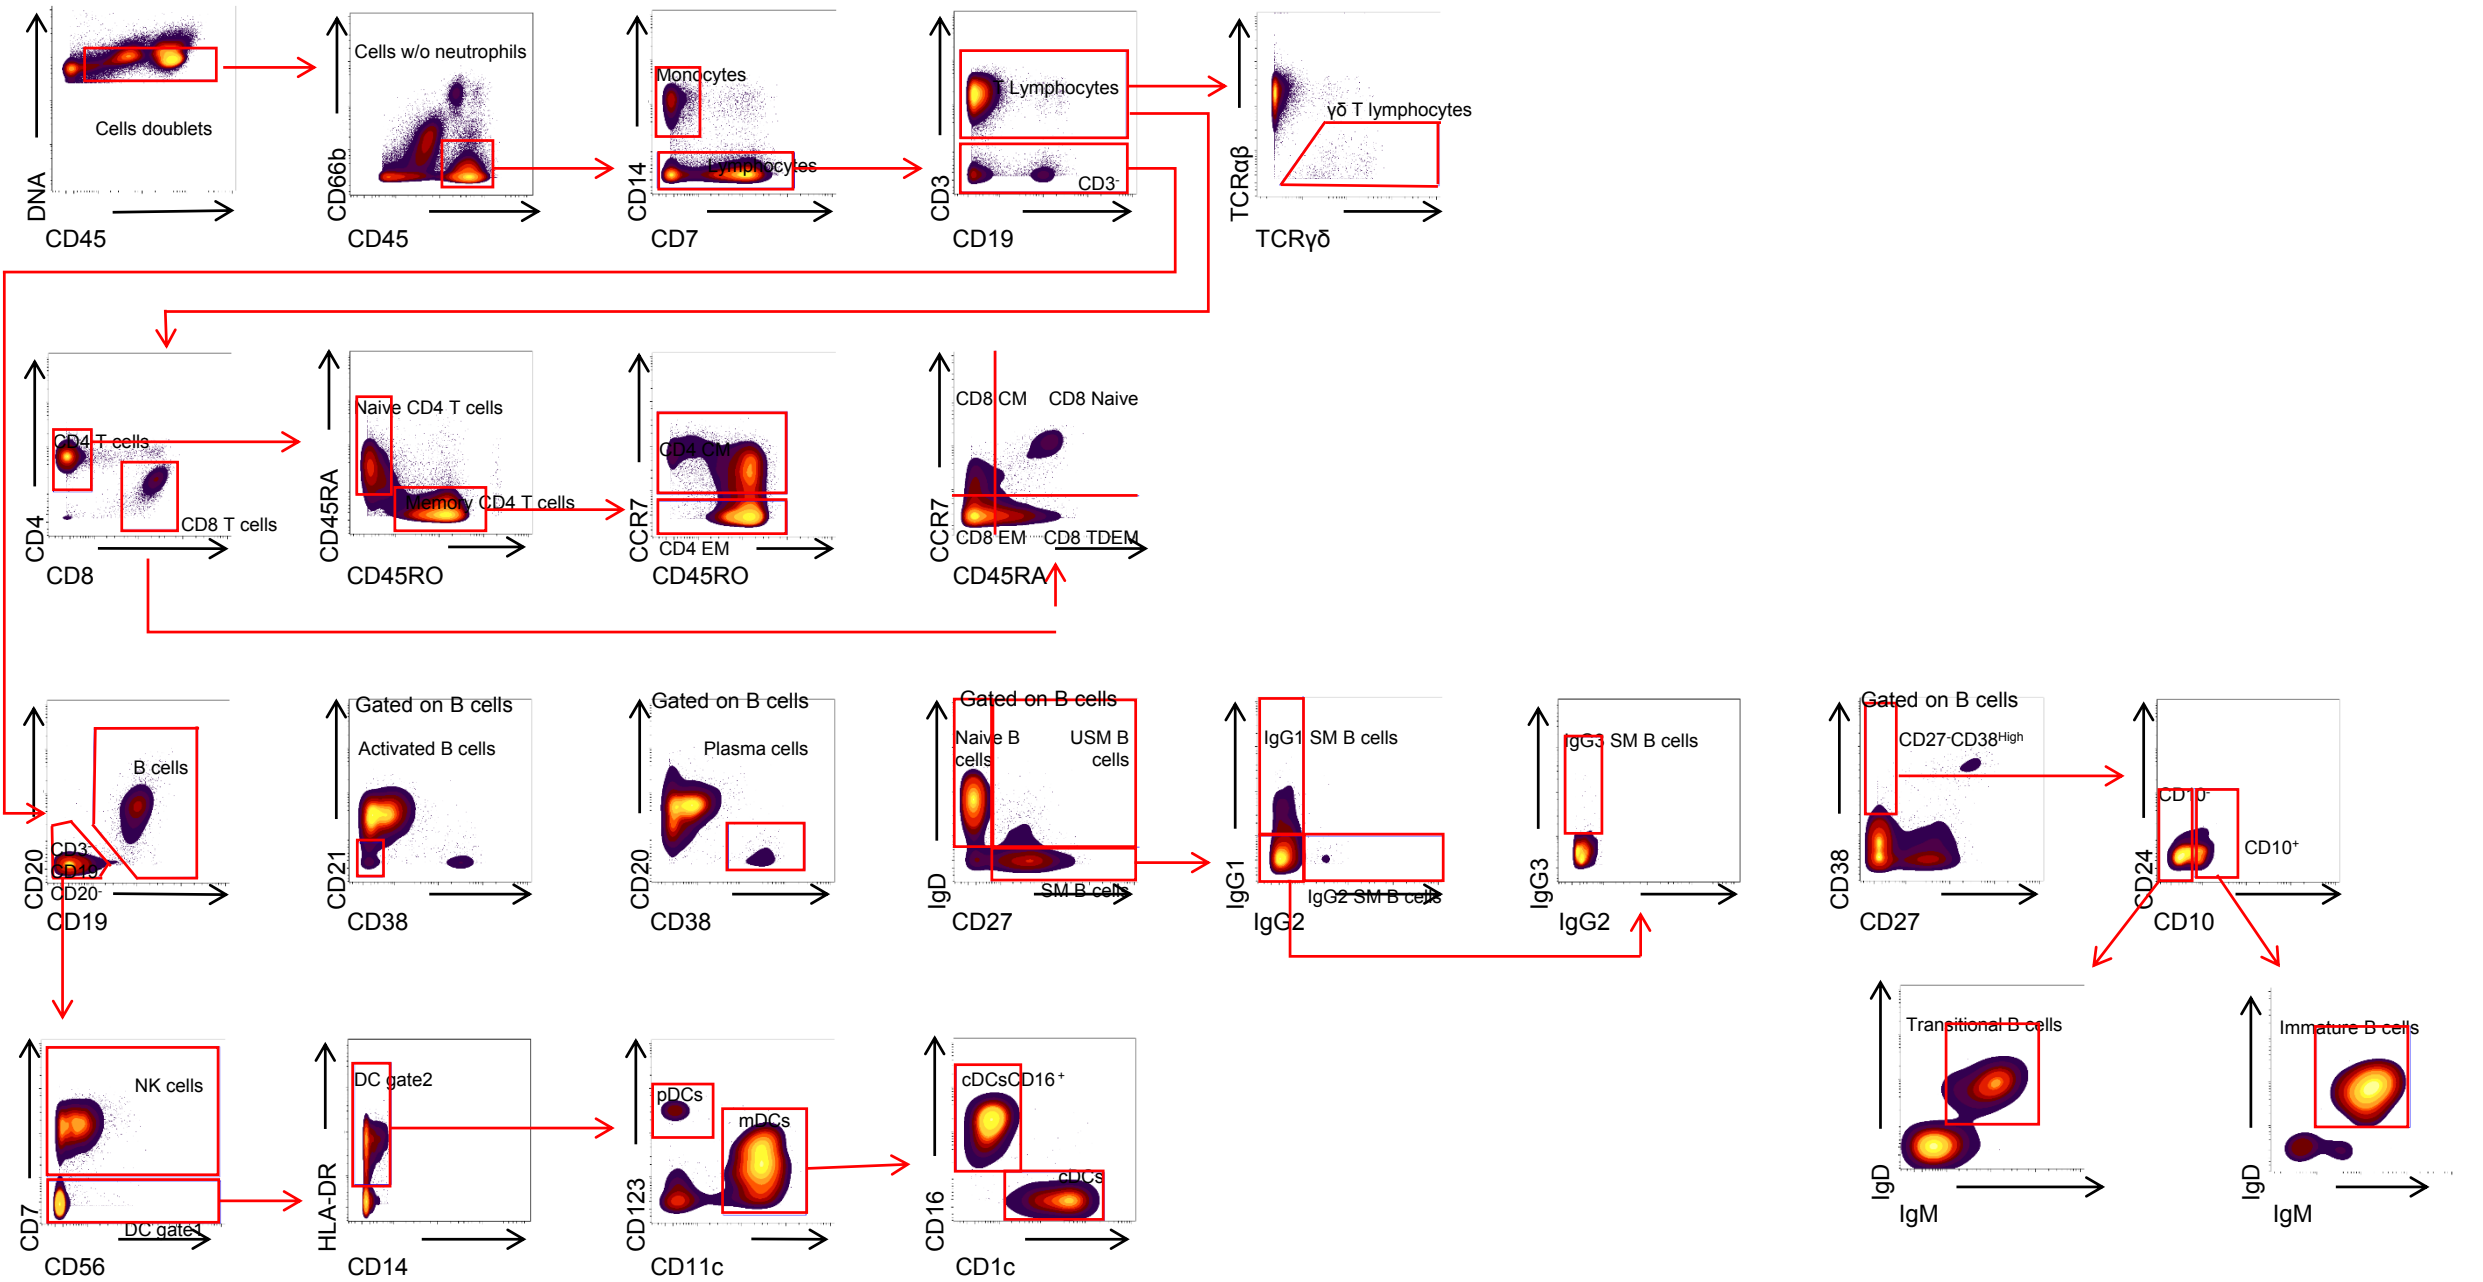 Cells doublets
DNA
CD45
Cells w/o neutrophils
CD66b
CD45
Monocytes
Lymphocytes
CD14
CD7
T Lymphocytes
CD3-
CD3
CD19
γδ T lymphocytes
TCRαβ
TCRγδ
CD4 T cells
CD8 T cells
CD4
CD8
Naive CD4 T cells
Memory CD4 T cells
CD45RA
CD45RO
CD4 CM
CD4 EM
CCR7
CD45RO
CD8 CM CD8 Naive
CD8 EM CD8 TDEM
CCR7
CD45RA
B cells
CD3-
CD19-
CD20-
CD20
CD19
Gated on B cells
Activated B cells
CD21
CD38
Gated on B cells
Plasma cells
CD20
CD38
Gated on B cells
Naive B
cells
USM B
cells
SM B cells
IgD
CD27
IgG1 SM B cells
IgG2 SM B cells
IgG1
IgG2
IgG3 SM B cells
IgG3
IgG2
Gated on B cells
CD27-CD38High
CD38
CD27
CD10-
CD10+
CD24
CD10
NK cells
DC gate1
CD7
CD56
DC gate2
HLA-DR
CD14
pDCs
mDCs
CD123
CD11c
cDCsCD16+
cDCs
CD16
CD1c
Transitional B cells
IgD
IgM
Immature B cells
IgD
IgM